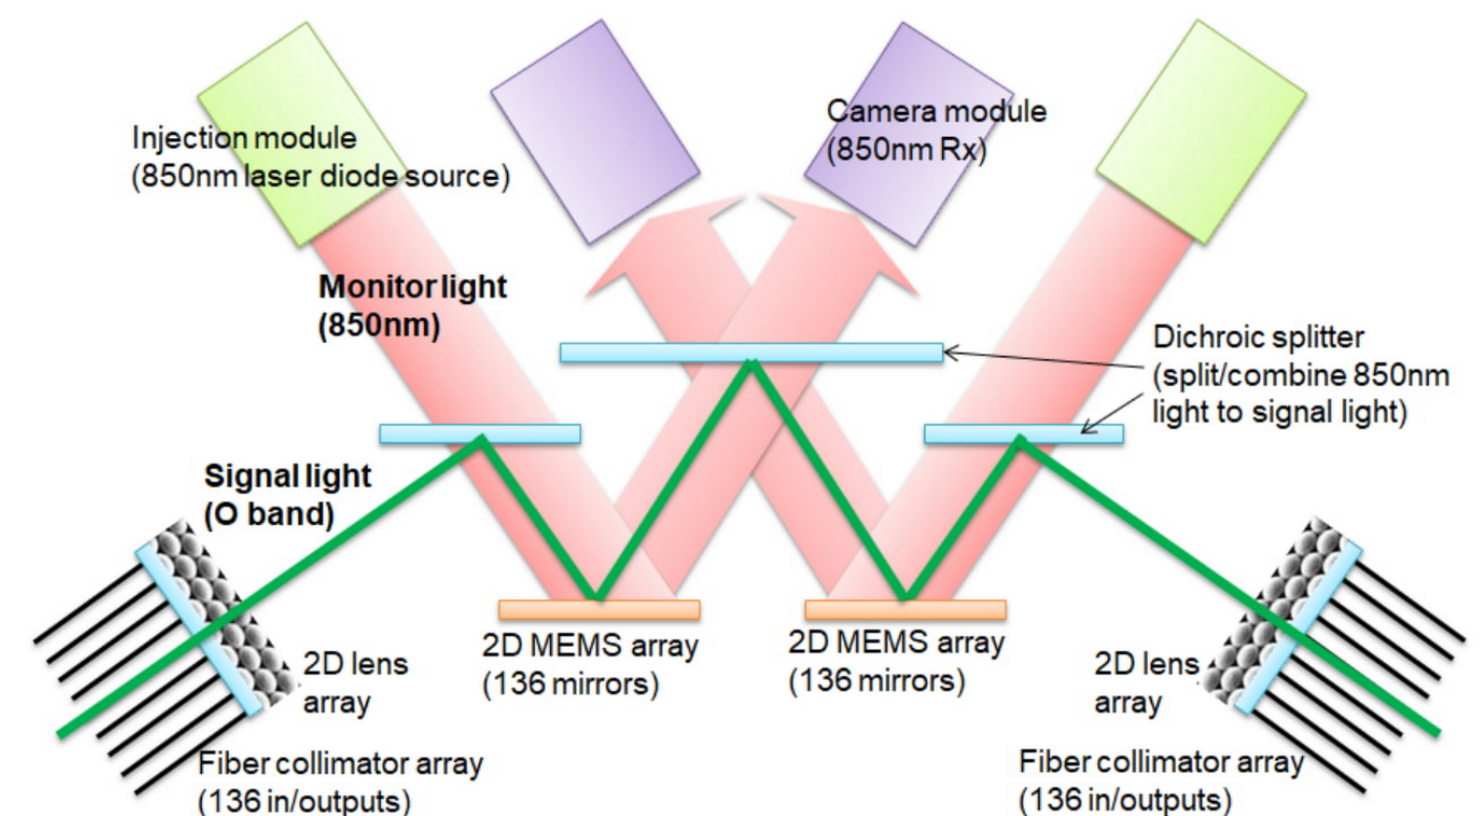 Injection module
(850nm laser diode source)
Camera module
(850nm Rx)
Monitor light
(850nm)
Dichroic splitter
(split/combine 850nm
light to signal light)
Signal light
(O band)
2D MEMS array
(136 mirrors)
2D MEMS array
(136 mirrors)
2D lens
array
2D lens
array
Fiber collimator array
(136 in/outputs)
Fiber collimator array
(136 in/outputs)